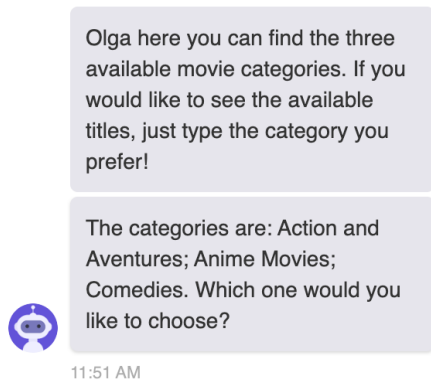 Olga here you can find the three
available movie categories. If you
would like to see the available
titles, just type the category you
prefer!
The categories are: Action and
Aventures; Anime Movies;
Comedies. Which one would you
like to choose?
11:51 AM